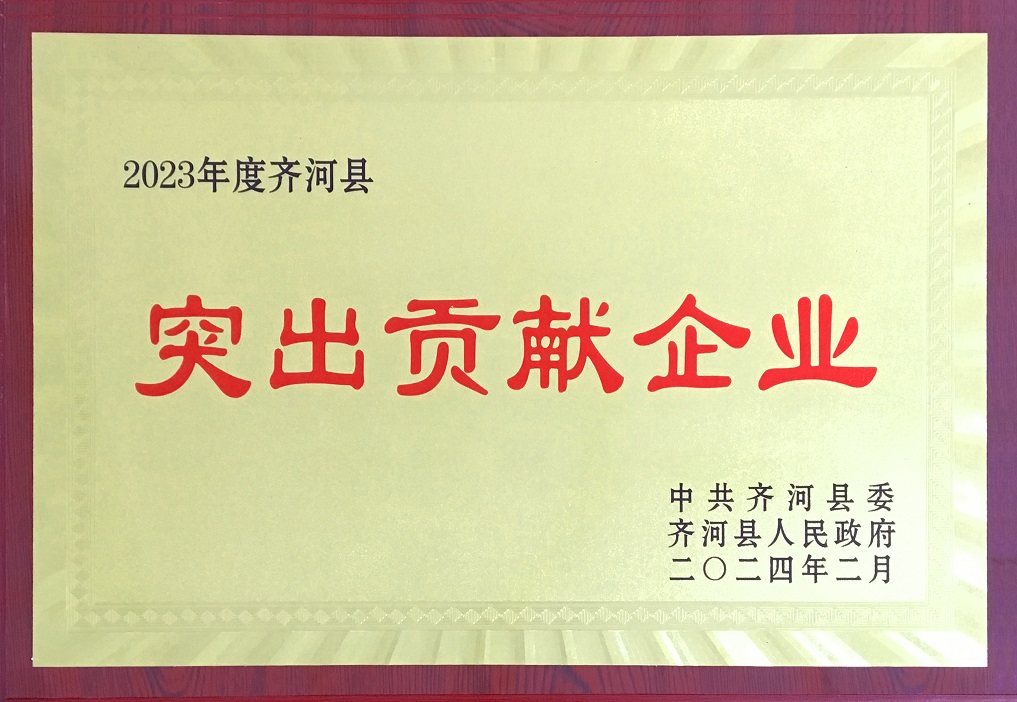 2023年度齐河县
突出贡献企业
中共齐河县委
齐河县人民政府
二〇二四年二月